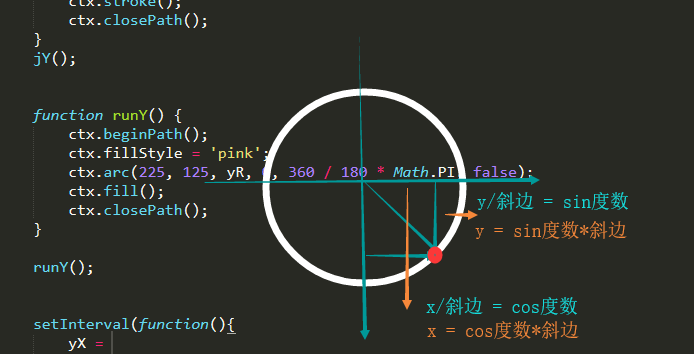 ctx.stroke();
ctx.closePath();
}
jY();
function runY() {
ctx.beginPath();
ctx.fillStyle = 'pink';
ctx.arc(225, 125, yR, 0, 360 / 180 * Math.PI, false);
ctx.fill();
ctx.closePath();
}
runY();
setInterval(function(){
yX =
y/斜边 = sin度数
y = sin度数*斜边
x/斜边 = cos度数
x = cos度数*斜边